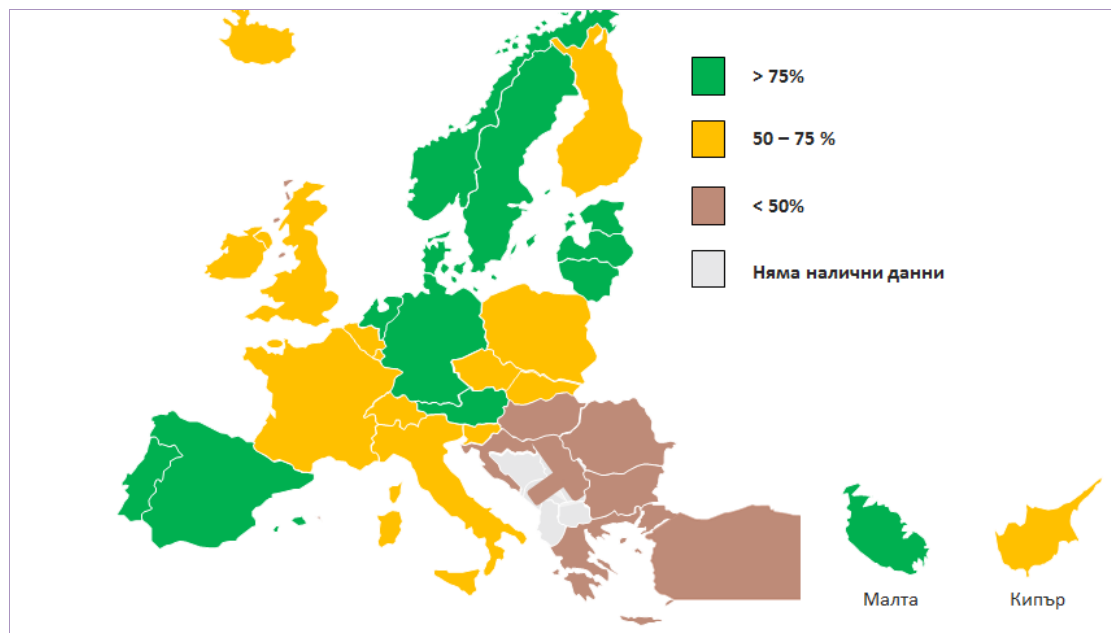 > 75%
50 – 75 %
< 50%
Няма налични данни
Малта
Кипър